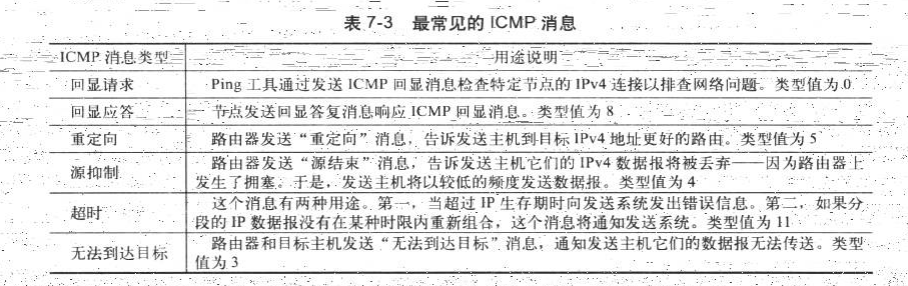 表 7-3 最常见的 ICMP 消息
ICMP 消息类型 用途说明
回显请求 Ping 工具通过发送 ICMP 回显消息检查特定节点的 IPv4 连接以排查网络问题。类型值为 0
回显应答 节点发送回显答复消息响应 ICMP 回显消息。类型值为 8
重定向 路由器发送“重定向”消息，告诉发送主机到目标 IPv4 地址更好的路由。类型值为 5
源抑制 路由器发送“源结束”消息，告诉发送主机它们的 IPv4 数据报将被丢弃——因为路由器上
发生了拥塞。于是，发送主机将以较低的频度发送数据报。类型值为 4
超时 这个消息有两种用途。第一，当超过 IP 生存期时向发送系统发出错误信息。第二，如果分
段的 IP 数据报没有在某种时限内重新组合，这个消息将通知发送系统。类型值为 11
无法到达目标 路由器和目标主机发送“无法到达目标”消息，通知发送主机它们的数据报无法传送。类型
值为 3